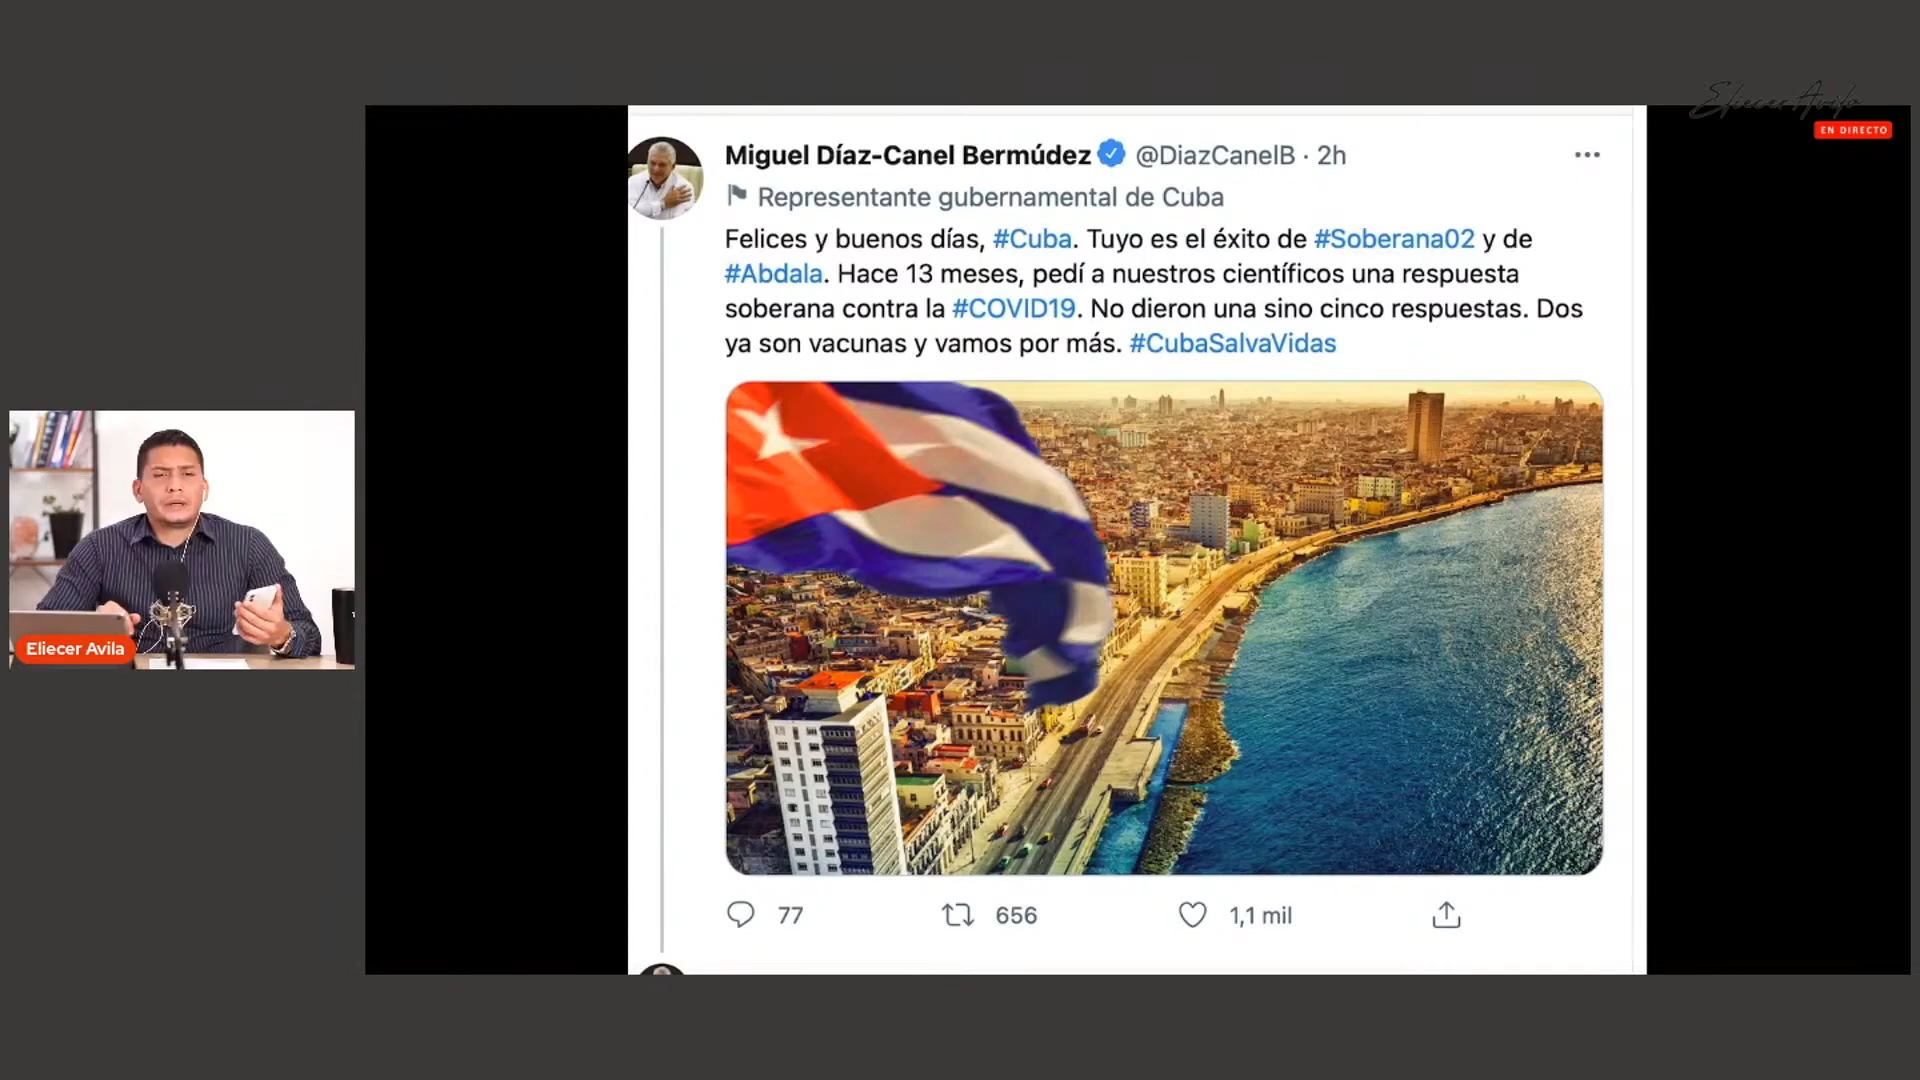 Eliecer Avila
EN DIRECTO
Miguel Díaz-Canel Bermúdez @DiazCanelB · 2h
Representante gubernamental de Cuba
Felices y buenos días, #Cuba. Tuyo es el éxito de #Soberana02 y de
#Abdala. Hace 13 meses, pedí a nuestros científicos una respuesta
soberana contra la #COVID19. No dieron una sino cinco respuestas. Dos
ya son vacunas y vamos por más. #CubaSalvaVidas
77 656 1,1 mil
Eliecer Avila